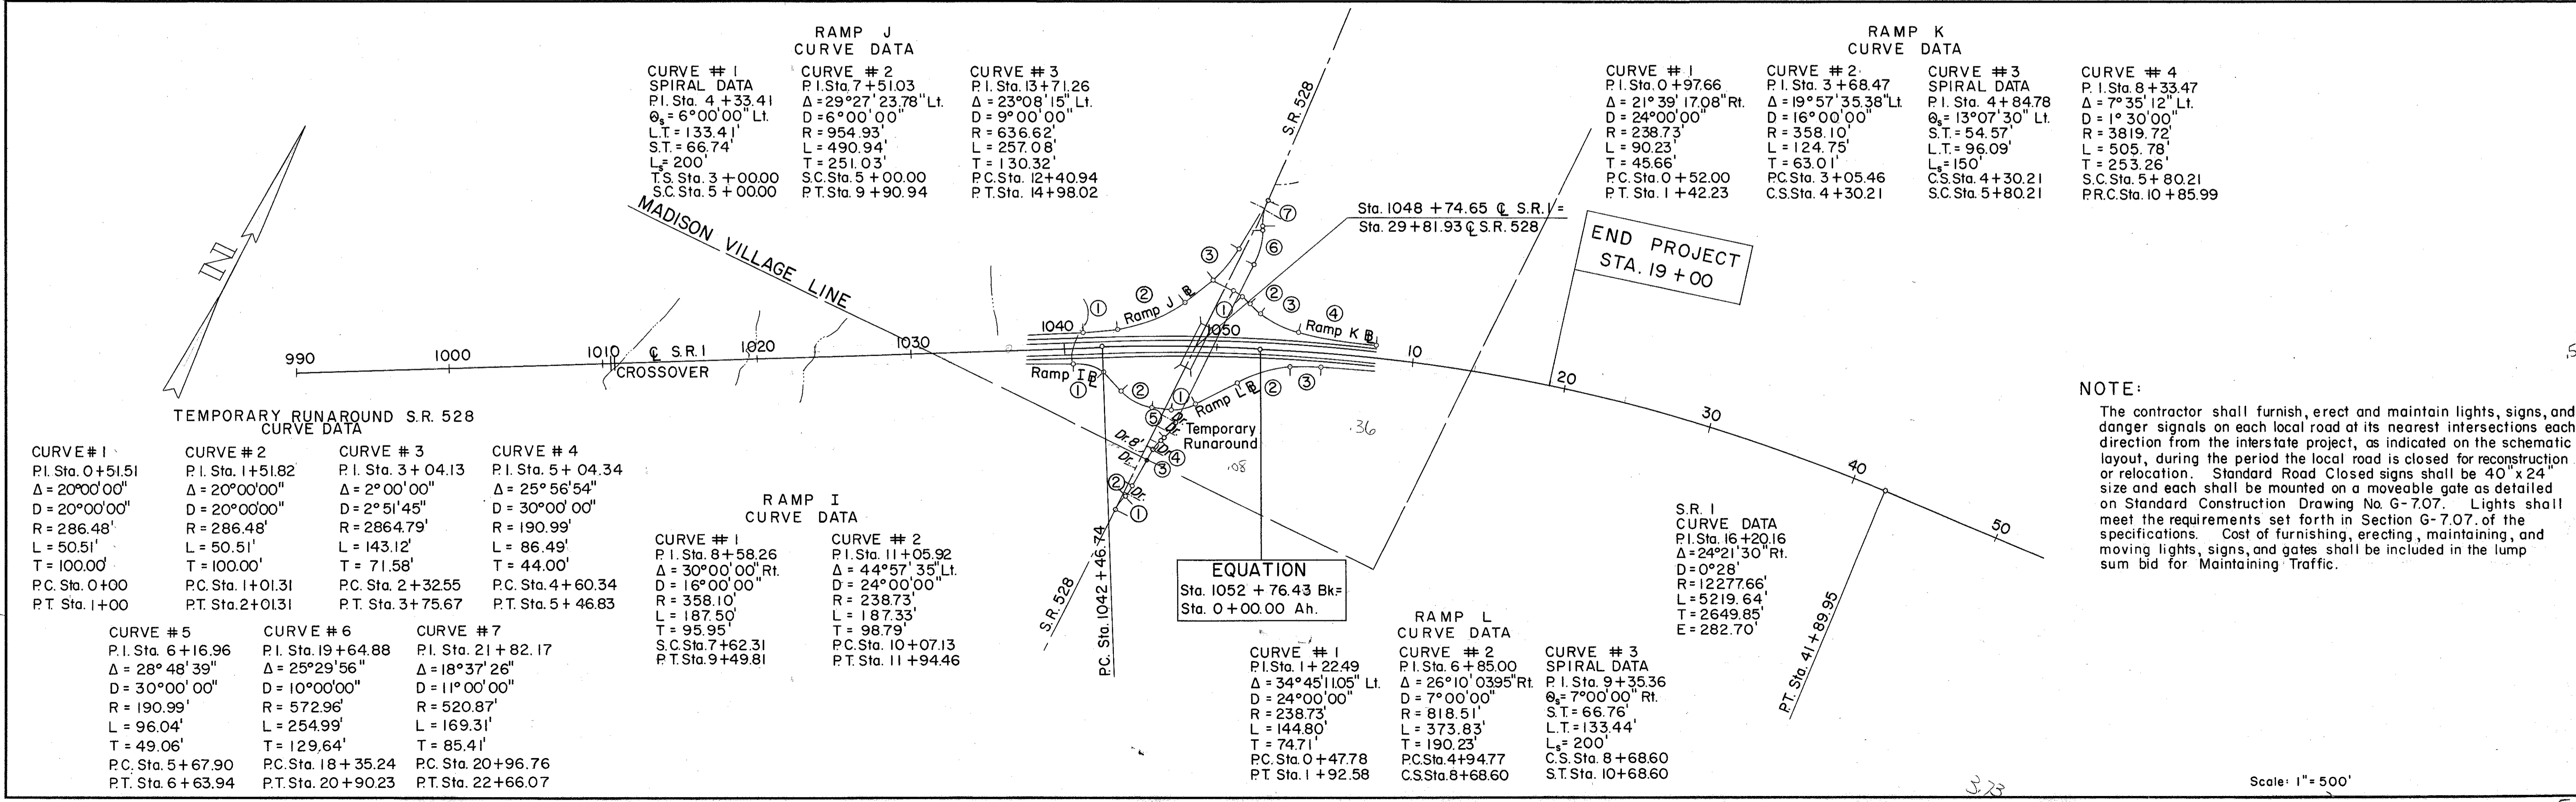 RAMP J
CURVE DATA
CURVE # 1
SPIRAL DATA
P.I. Sta. 4 + 33.41
Θs = 6°00'00" Lt.
L.T. = 133.41'
S.T. = 66.74'
Ls = 200'
T.S. Sta. 3 + 00.00
S.C. Sta. 5 + 00.00
CURVE # 2
P.I. Sta. 7 + 51.03
Δ = 29°27'23.78" Lt.
D = 6°00'00"
R = 954.93'
L = 490.94'
T = 251.03'
S.C. Sta. 5 + 00.00
P.T. Sta. 9 + 90.94
CURVE # 3
P.I. Sta. 13 + 71.26
Δ = 23°08'15" Lt.
D = 9°00'00"
R = 636.62'
L = 257.08'
T = 130.32'
P.C. Sta. 12 + 40.94
P.T. Sta. 14 + 98.02
RAMP K
CURVE DATA
CURVE # 1
P.I. Sta. 0 + 97.66
Δ = 21°39'17.08" Rt.
D = 24°00'00"
R = 238.73'
L = 90.23'
T = 45.66'
P.C. Sta. 0 + 52.00
P.T. Sta. 1 + 42.23
CURVE # 2
P.I. Sta. 3 + 68.47
Δ = 19°57'35.38" Lt.
D = 16°00'00"
R = 358.10'
L = 124.75'
T = 63.01'
P.C. Sta. 3 + 05.46
C.S. Sta. 4 + 30.21
CURVE # 3
SPIRAL DATA
P.I. Sta. 4 + 84.78
Θs = 13°07'30" Lt.
S.T. = 54.57'
L.T. = 96.09'
Ls = 150'
C.S. Sta. 4 + 30.21
S.C. Sta. 5 + 80.21
CURVE # 4
P.I. Sta. 8 + 33.47
Δ = 7°35'12" Lt.
D = 1°30'00"
R = 3819.72'
L = 505.78'
T = 253.26'
S.C. Sta. 5 + 80.21
P.R.C. Sta. 10 + 85.99
N
MADISON VILLAGE LINE
S.R. 528
Sta. 1048 + 74.65 ℄ S.R. 1 =
Sta. 29 + 81.93 ℄ S.R. 528
END PROJECT
STA. 19 + 00
990
1000
1010
℄ S.R. 1
1020
1030
1040
1050
10
20
30
40
50
CROSSOVER
① ② ③
Ramp J BL
⑦
⑥
① ② ③ ④
Ramp K BL
Ramp I BL
① ②
① Ramp L BL ② ③
⑤
Dr.
Dr.
Temporary
Runaround
Dr. 8'
Dr.
Dr.
④
③
②
Dr.
①
.36
.08
S.R. 528
P.C. Sta. 1042 + 46.74
EQUATION
Sta. 1052 + 76.43 Bk=
Sta. 0 + 00.00 Ah.
P.T. Sta. 41 + 89.95
TEMPORARY RUNAROUND S.R. 528
CURVE DATA
CURVE # 1
P.I. Sta. 0 + 51.51
Δ = 20°00'00"
D = 20°00'00"
R = 286.48'
L = 50.51'
T = 100.00'
P.C. Sta. 0+00
P.T. Sta. 1+00
CURVE # 2
P.I. Sta. 1 + 51.82
Δ = 20°00'00"
D = 20°00'00"
R = 286.48'
L = 50.51'
T = 100.00'
P.C. Sta. 1+01.31
P.T. Sta. 2+01.31
CURVE # 3
P.I. Sta. 3 + 04.13
Δ = 2°00'00"
D = 2°51'45"
R = 2864.79'
L = 143.12'
T = 71.58'
P.C. Sta. 2 + 32.55
P.T. Sta. 3 + 75.67
CURVE # 4
P.I. Sta. 5 + 04.34
Δ = 25°56'54"
D = 30°00'00"
R = 190.99'
L = 86.49'
T = 44.00'
P.C. Sta. 4 + 60.34
P.T. Sta. 5 + 46.83
CURVE # 5
P.I. Sta. 6 + 16.96
Δ = 28°48'39"
D = 30°00'00"
R = 190.99'
L = 96.04'
T = 49.06'
P.C. Sta. 5 + 67.90
P.T. Sta. 6 + 63.94
CURVE # 6
P.I. Sta. 19 + 64.88
Δ = 25°29'56"
D = 10°00'00"
R = 572.96'
L = 254.99'
T = 129.64'
P.C. Sta. 18 + 35.24
P.T. Sta. 20 + 90.23
CURVE # 7
P.I. Sta. 21 + 82.17
Δ = 18°37'26"
D = 11°00'00"
R = 520.87'
L = 169.31'
T = 85.41'
P.C. Sta. 20 + 96.76
P.T. Sta. 22 + 66.07
RAMP I
CURVE DATA
CURVE # 1
P.I. Sta. 8 + 58.26
Δ = 30°00'00" Rt.
D = 16°00'00"
R = 358.10'
L = 187.50'
T = 95.95'
S.C. Sta. 7 + 62.31
P.T. Sta. 9 + 49.81
CURVE # 2
P.I. Sta. 11 + 05.92
Δ = 44°57'35" Lt.
D = 24°00'00"
R = 238.73'
L = 187.33'
T = 98.79'
P.C. Sta. 10 + 07.13
P.T. Sta. 11 + 94.46
RAMP L
CURVE DATA
CURVE # 1
P.I. Sta. 1 + 22.49
Δ = 34°45'11.05" Lt.
D = 24°00'00"
R = 238.73'
L = 144.80'
T = 74.71'
P.C. Sta. 0 + 47.78
P.T. Sta. 1 + 92.58
CURVE # 2
P.I. Sta. 6 + 85.00
Δ = 26°10'03.95" Rt.
D = 7°00'00"
R = 818.51'
L = 373.83'
T = 190.23'
P.C. Sta. 4+94.77
C.S. Sta. 8+68.60
CURVE # 3
SPIRAL DATA
P.I. Sta. 9 + 35.36
Θs = 7°00'00" Rt.
S.T. = 66.76'
L.T. = 133.44'
Ls = 200'
C.S. Sta. 8 + 68.60
S.T. Sta. 10+68.60
S.R. 1
CURVE DATA
P.I. Sta. 16 + 20.16
Δ = 24°21'30" Rt.
D = 0°28'
R = 12277.66'
L = 5219.64'
T = 2649.85'
E = 282.70'
NOTE:
The contractor shall furnish, erect and maintain lights, signs, and
danger signals on each local road at its nearest intersections each
direction from the interstate project, as indicated on the schematic
layout, during the period the local road is closed for reconstruction
or relocation. Standard Road Closed signs shall be 40"x 24"
size and each shall be mounted on a moveable gate as detailed
on Standard Construction Drawing No. G-7.07. Lights shall
meet the requirements set forth in Section G-7.07. of the
specifications. Cost of furnishing, erecting, maintaining, and
moving lights, signs, and gates shall be included in the lump
sum bid for Maintaining Traffic.
3.73
Scale: 1" = 500'